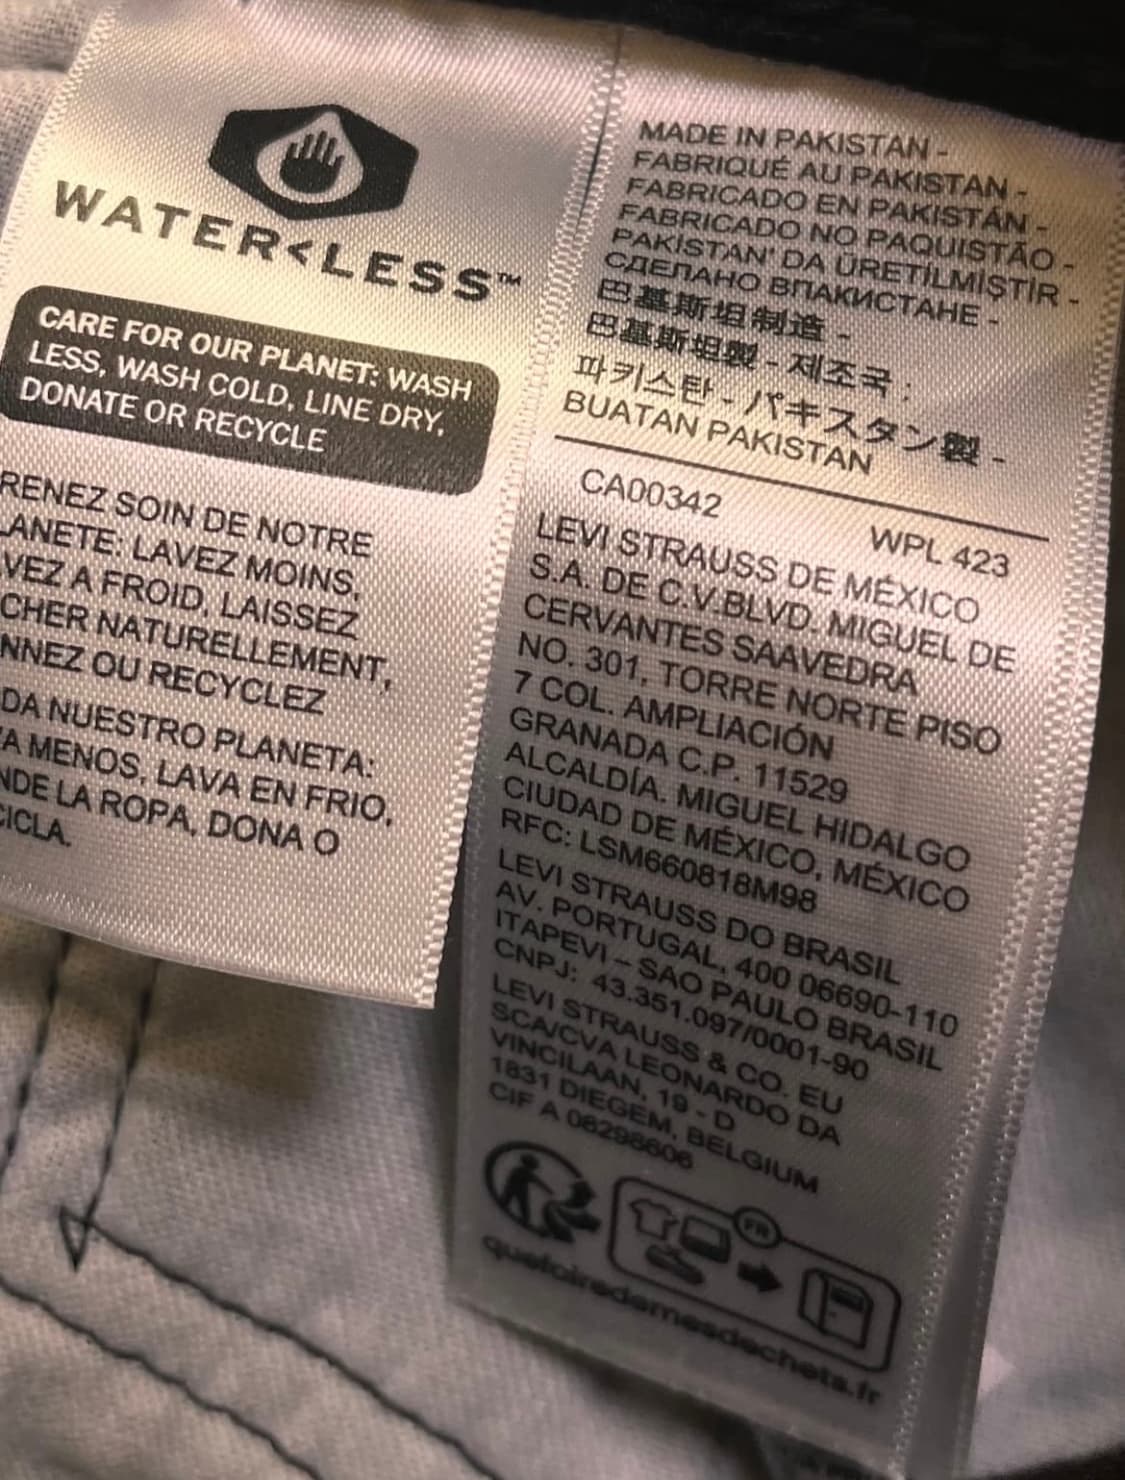 WATER<LESS™
CARE FOR OUR PLANET: WASH
LESS, WASH COLD, LINE DRY,
DONATE OR RECYCLE
RENEZ SOIN DE NOTRE
LANETE: LAVEZ MOINS,
VEZ A FROID, LAISSEZ
CHER NATURELLEMENT,
NNEZ OU RECYCLEZ
DA NUESTRO PLANETA:
A MENOS, LAVA EN FRIO,
NDE LA ROPA, DONA O
CICLA.
MADE IN PAKISTAN -
FABRIQUÉ AU PAKISTAN -
FABRICADO EN PAKISTÁN -
FABRICADO NO PAQUISTÃO -
PAKİSTAN' DA ÜRETİLMİŞTİR -
СДЕЛАНО ВПАКИСТАНЕ -
巴基斯坦制造 -
巴基斯坦製 - 제조국 :
파키스탄 - パキスタン製 -
BUATAN PAKISTAN
CA00342
WPL 423
LEVI STRAUSS DE MÉXICO
S.A. DE C.V.BLVD. MIGUEL DE
CERVANTES SAAVEDRA
NO. 301, TORRE NORTE PISO
7 COL. AMPLIACIÓN
GRANADA C.P. 11529
ALCALDÍA. MIGUEL HIDALGO
CIUDAD DE MÉXICO, MÉXICO
RFC: LSM660818M98
LEVI STRAUSS DO BRASIL
AV. PORTUGAL, 400 06690-110
ITAPEVI – SAO PAULO BRASIL
CNPJ: 43.351.097/0001-90
LEVI STRAUSS & CO. EU
SCA/CVA LEONARDO DA
VINCILAAN, 19 - D
1831 DIEGEM, BELGIUM
CIF A 08298606
FR
quefairedemesdechets.fr